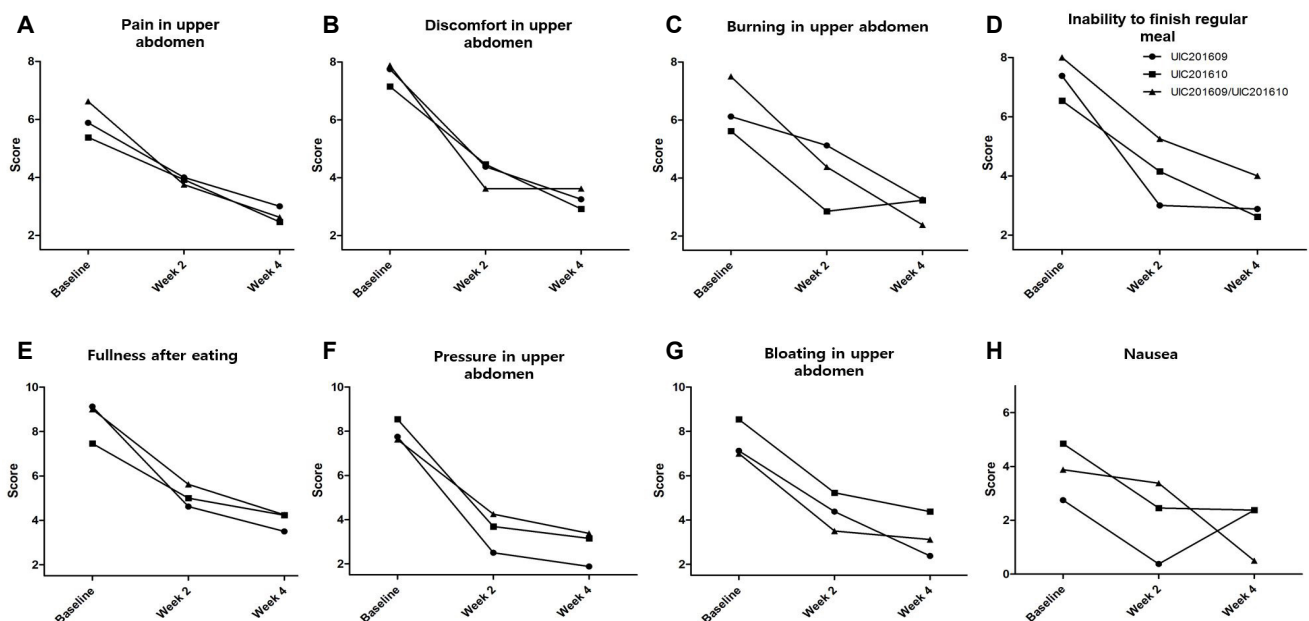 A
Pain in upper
abdomen
Score
8
6
4
2
Baseline
Week 2
Week 4
B
Discomfort in upper
abdomen
Score
8
6
4
2
Baseline
Week 2
Week 4
C
Burning in upper abdomen
Score
8
6
4
2
Baseline
Week 2
Week 4
D
Inability to finish regular
meal
UIC201609
UIC201610
UIC201609/UIC201610
Score
8
6
4
2
Baseline
Week 2
Week 4
E
Fullness after eating
Score
10
8
6
4
2
Baseline
Week 2
Week 4
F
Pressure in upper
abdomen
Score
10
8
6
4
2
Baseline
Week 2
Week 4
G
Bloating in upper
abdomen
Score
10
8
6
4
2
Baseline
Week 2
Week 4
H
Nausea
Score
6
4
2
0
Baseline
Week 2
Week 4